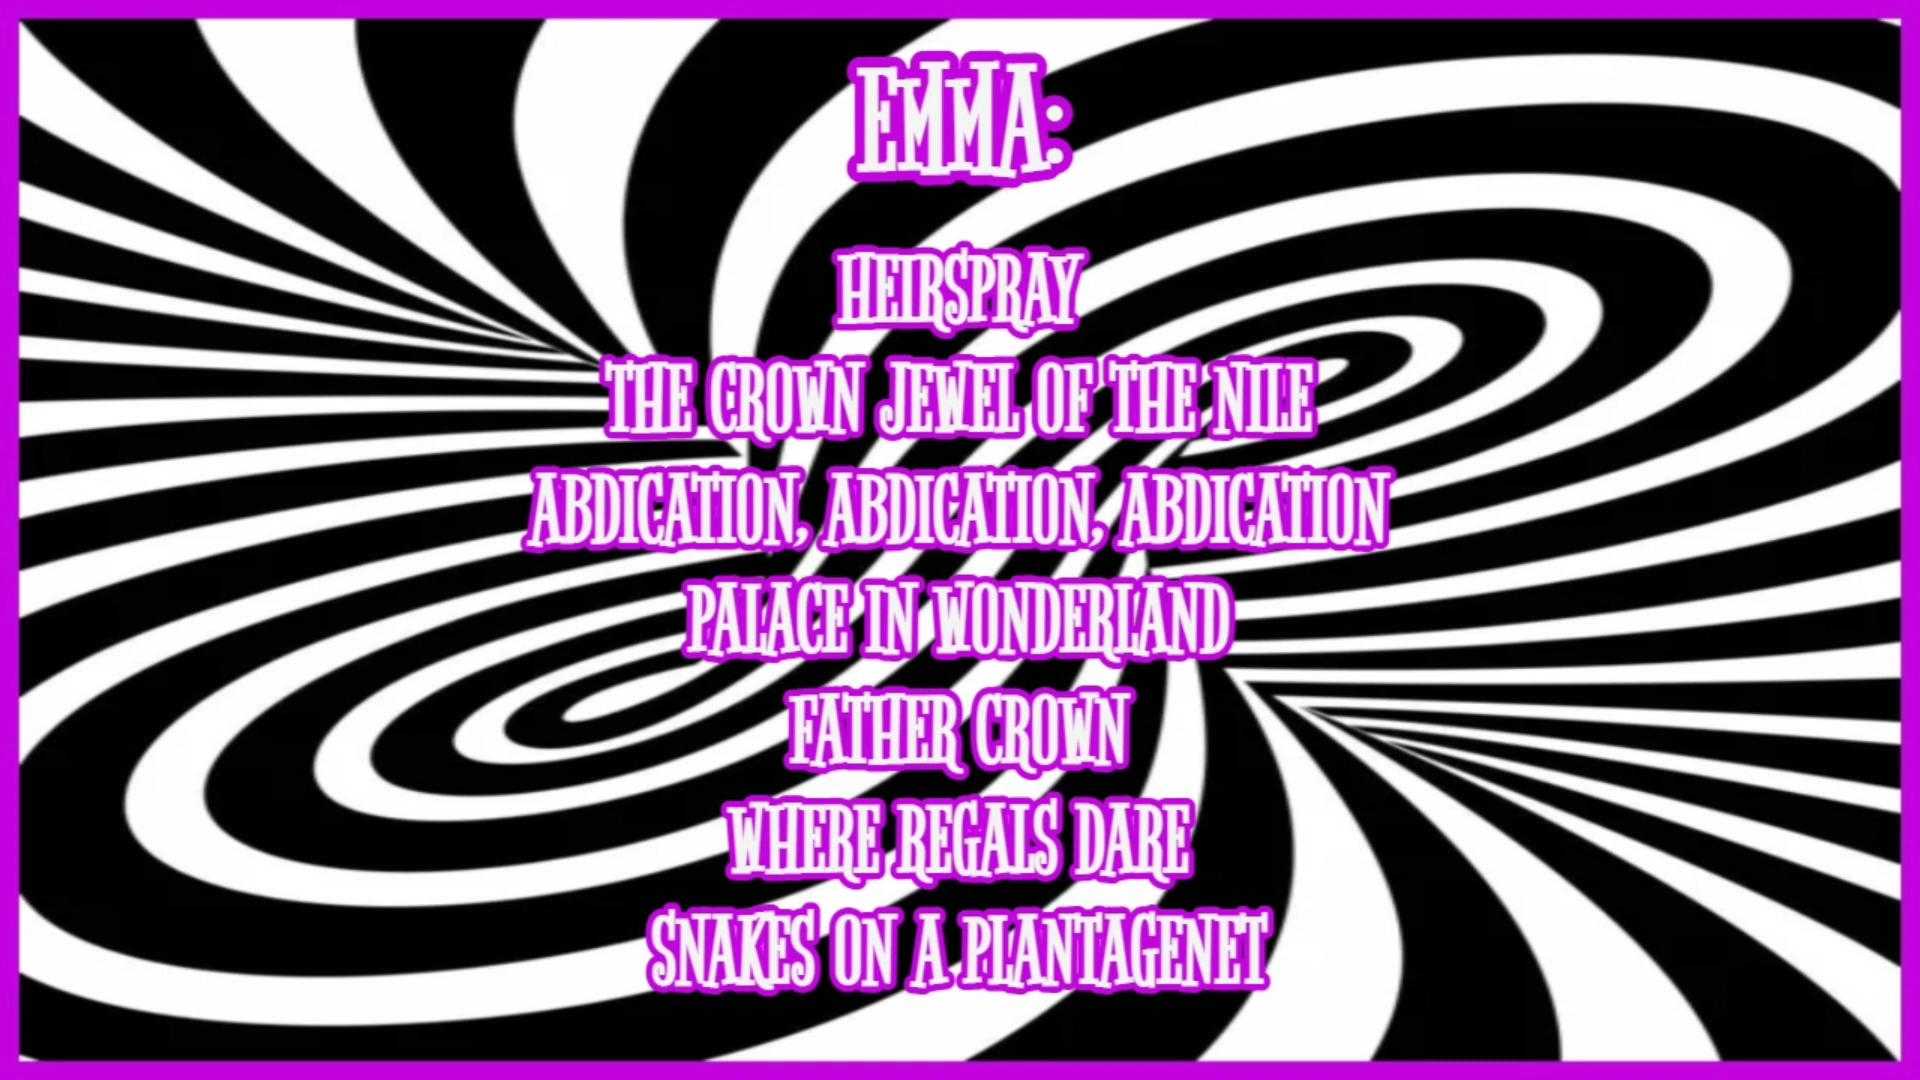 EMMA:
HEIRSPRAY
THE CROWN JEWEL OF THE NILE
ABDICATION, ABDICATION, ABDICATION
PALACE IN WONDERLAND
FATHER CROWN
WHERE REGALS DARE
SNAKES ON A PLANTAGENET